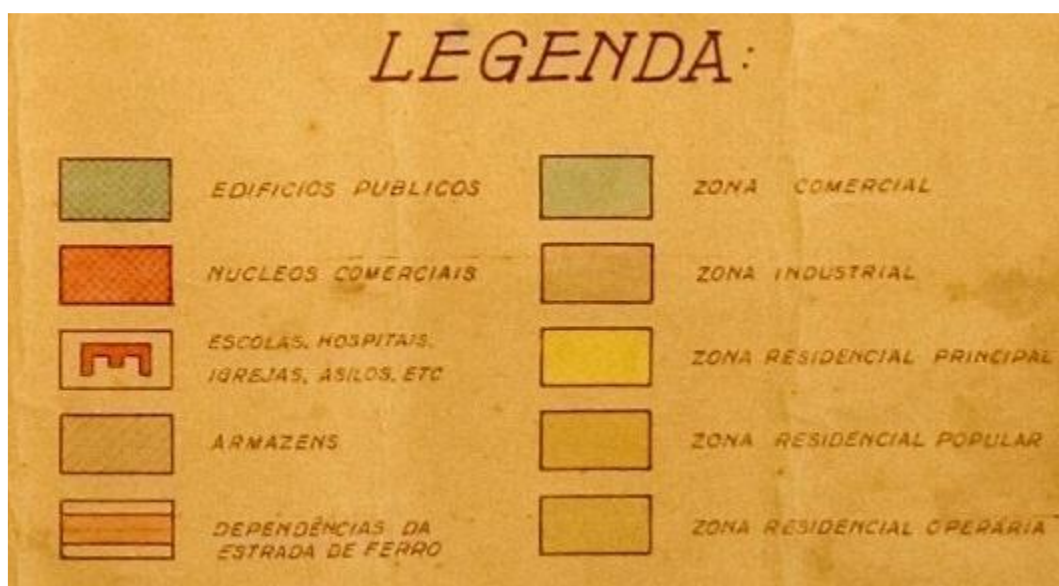 LEGENDA:
EDIFICIOS PUBLICOS
NUCLEOS COMERCIAIS
ESCOLAS, HOSPITAIS,
IGREJAS, ASILOS, ETC
ARMAZENS
DEPENDÊNCIAS DA
ESTRADA DE FERRO
ZONA COMERCIAL
ZONA INDUSTRIAL
ZONA RESIDENCIAL PRINCIPAL
ZONA RESIDENCIAL POPULAR
ZONA RESIDENCIAL OPERÁRIA